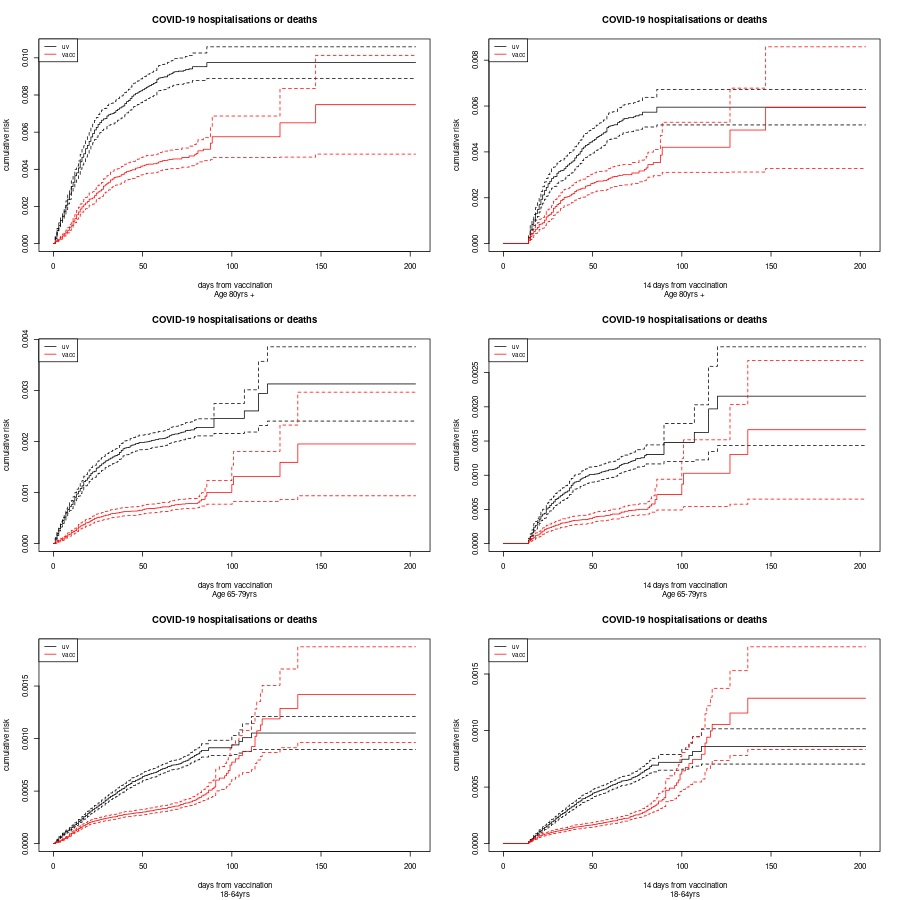 COVID-19 hospitalisations or deaths
uv
vacc
cumulative risk
0.000
0.002
0.004
0.006
0.008
0.010
0 50 100 150 200
days from vaccination
Age 80yrs +
COVID-19 hospitalisations or deaths
uv
vacc
cumulative risk
0.000
0.002
0.004
0.006
0.008
0 50 100 150 200
14 days from vaccination
Age 80yrs +
COVID-19 hospitalisations or deaths
uv
vacc
cumulative risk
0.000
0.001
0.002
0.003
0.004
0 50 100 150 200
days from vaccination
Age 65-79yrs
COVID-19 hospitalisations or deaths
uv
vacc
cumulative risk
0.0000
0.0005
0.0010
0.0015
0.0020
0.0025
0 50 100 150 200
14 days from vaccination
Age 65-79yrs
COVID-19 hospitalisations or deaths
uv
vacc
cumulative risk
0.0000
0.0005
0.0010
0.0015
0 50 100 150 200
days from vaccination
18-64yrs
COVID-19 hospitalisations or deaths
uv
vacc
cumulative risk
0.0000
0.0005
0.0010
0.0015
0 50 100 150 200
14 days from vaccination
18-64yrs